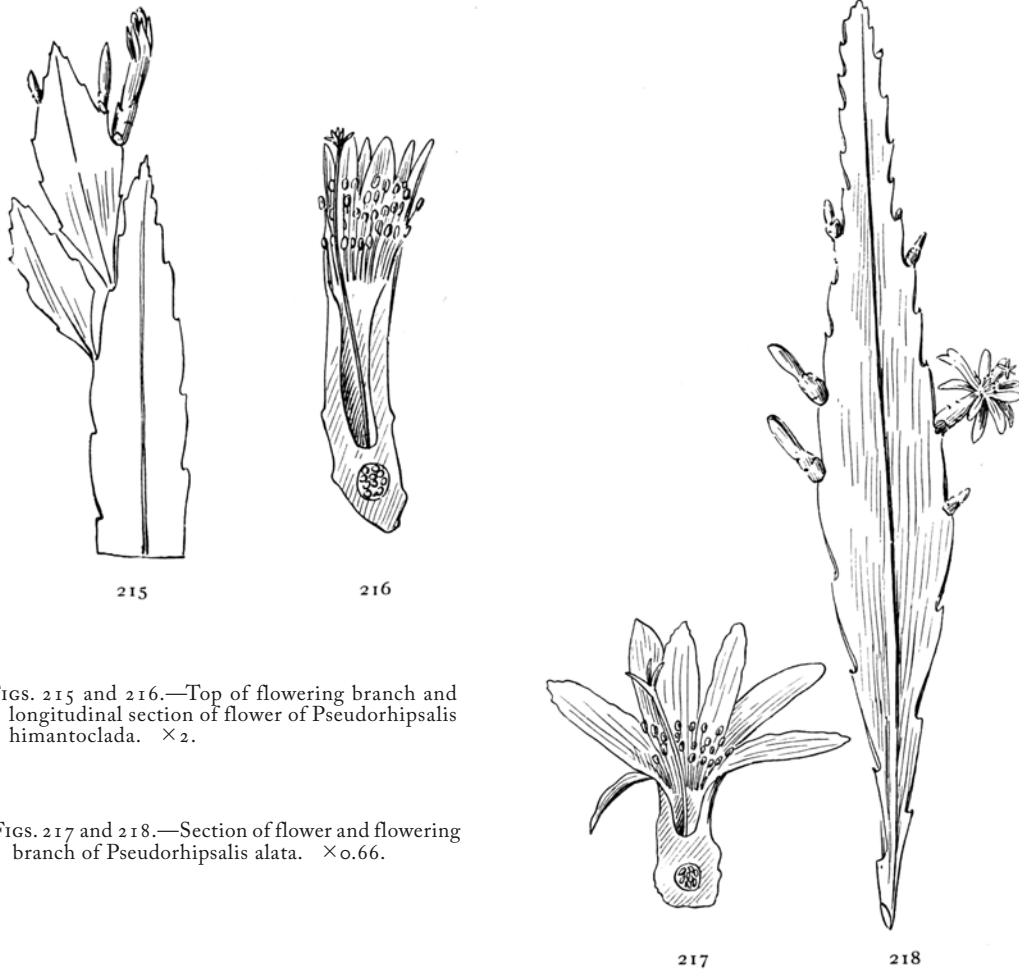 215
216
FIGS. 215 and 216.—Top of flowering branch and
longitudinal section of flower of Pseudorhipsalis
himantoclada. ×2.
FIGS. 217 and 218.—Section of flower and flowering
branch of Pseudorhipsalis alata. ×0.66.
217
218